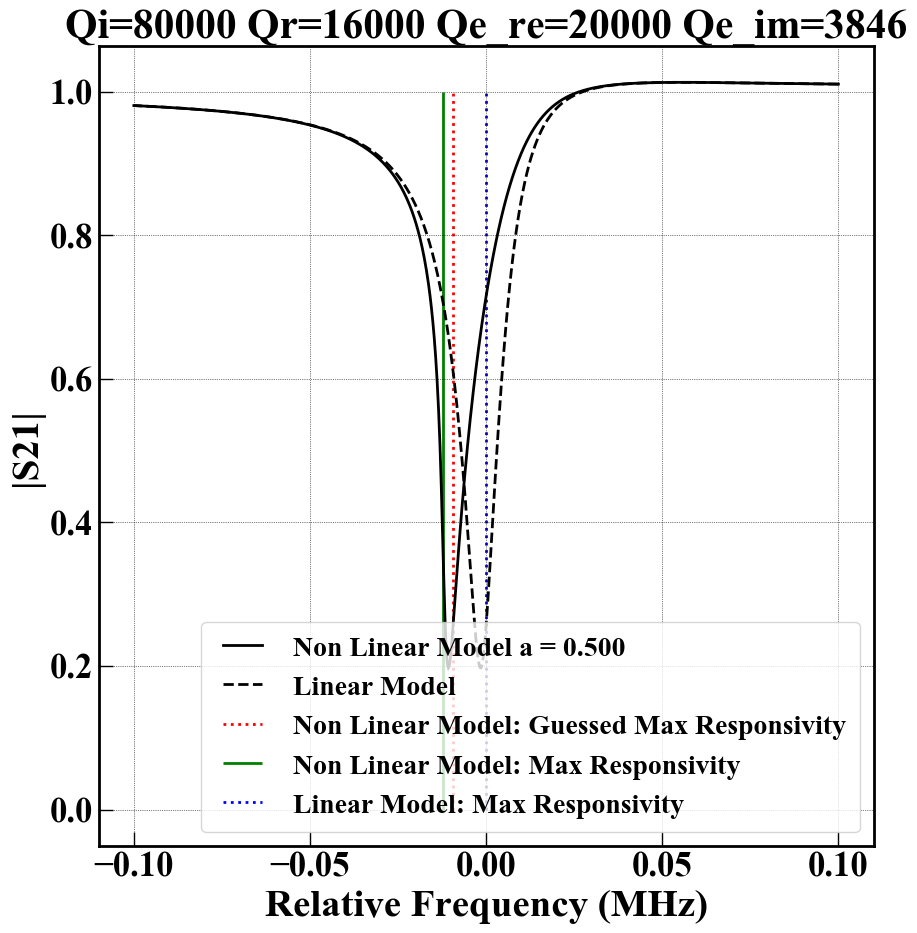 Qi=80000 Qr=16000 Qe_re=20000 Qe_im=3846
1.0
0.8
0.6
0.4
0.2
0.0
|S21|
Non Linear Model a = 0.500
Linear Model
Non Linear Model: Guessed Max Responsivity
Non Linear Model: Max Responsivity
Linear Model: Max Responsivity
−0.10 −0.05 0.00 0.05 0.10
Relative Frequency (MHz)